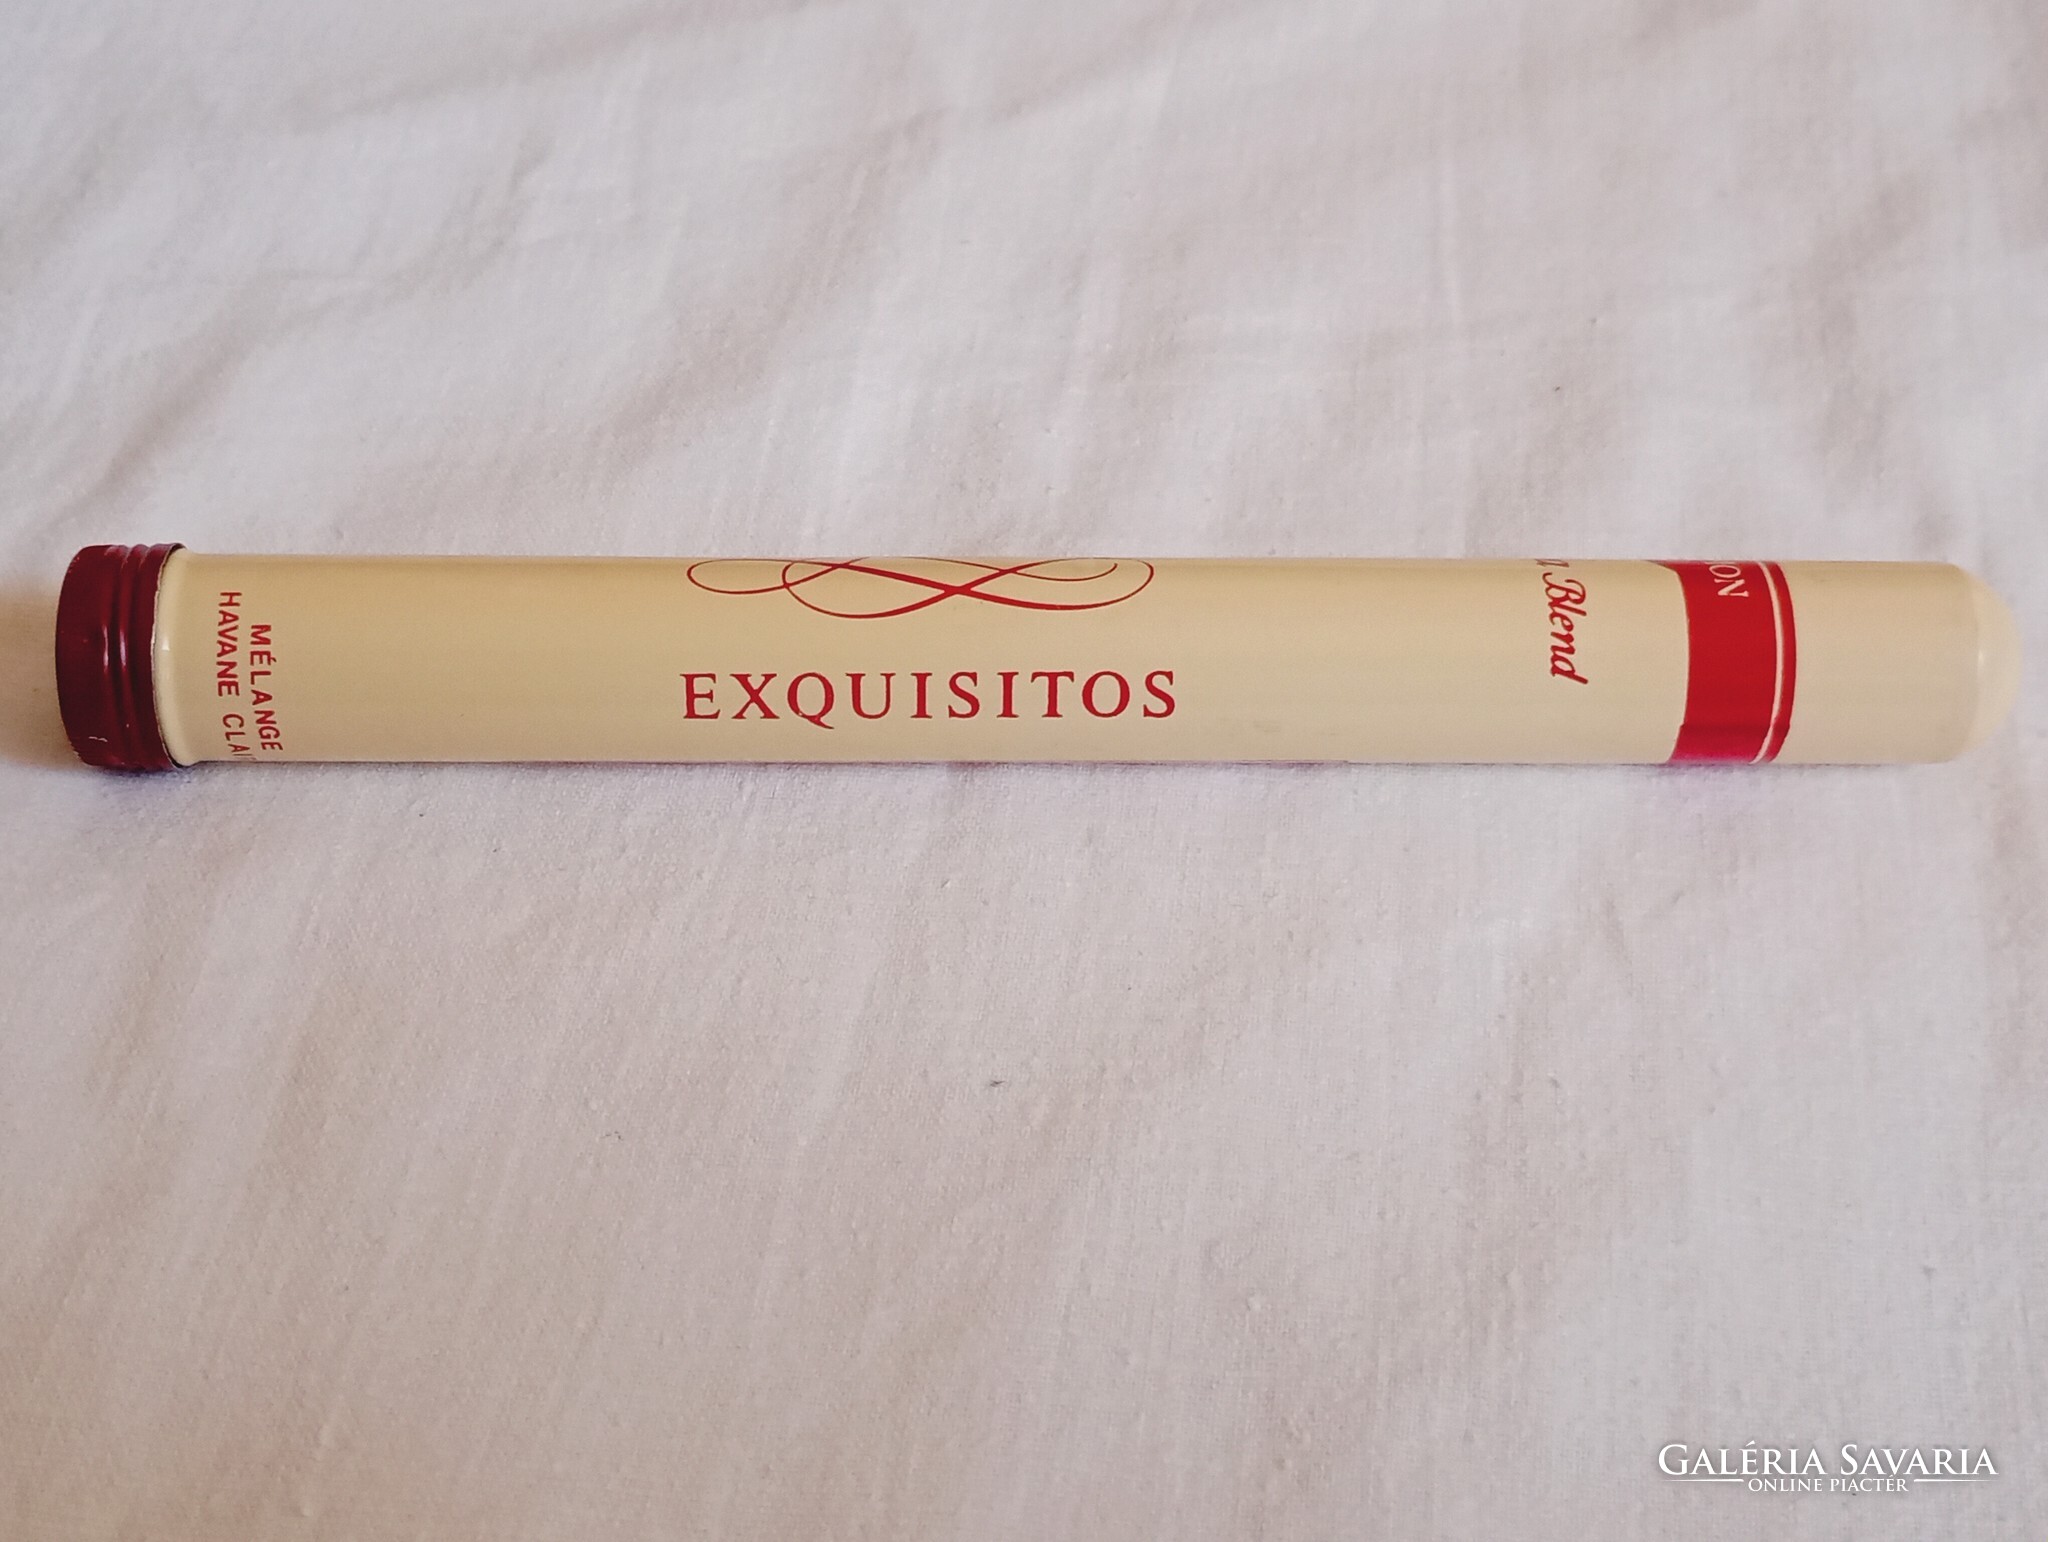 MÉLANGE
HAVANE
EXQUISITOS
Blend
GALÉRIA SAVARIA
ONLINE PIACTÉR